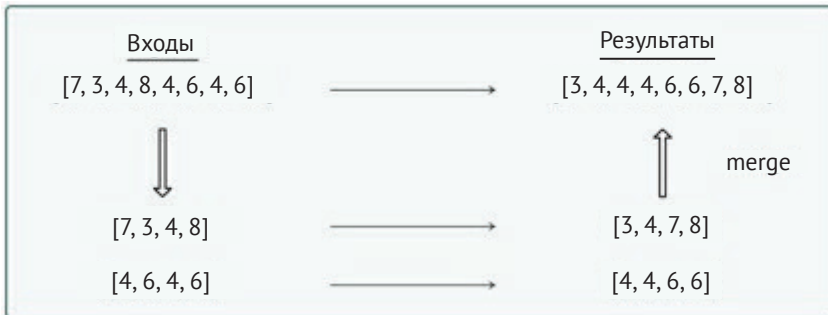 Входы Результаты
[7, 3, 4, 8, 4, 6, 4, 6] [3, 4, 4, 4, 6, 6, 7, 8]
merge
[7, 3, 4, 8] [3, 4, 7, 8]
[4, 6, 4, 6] [4, 4, 6, 6]